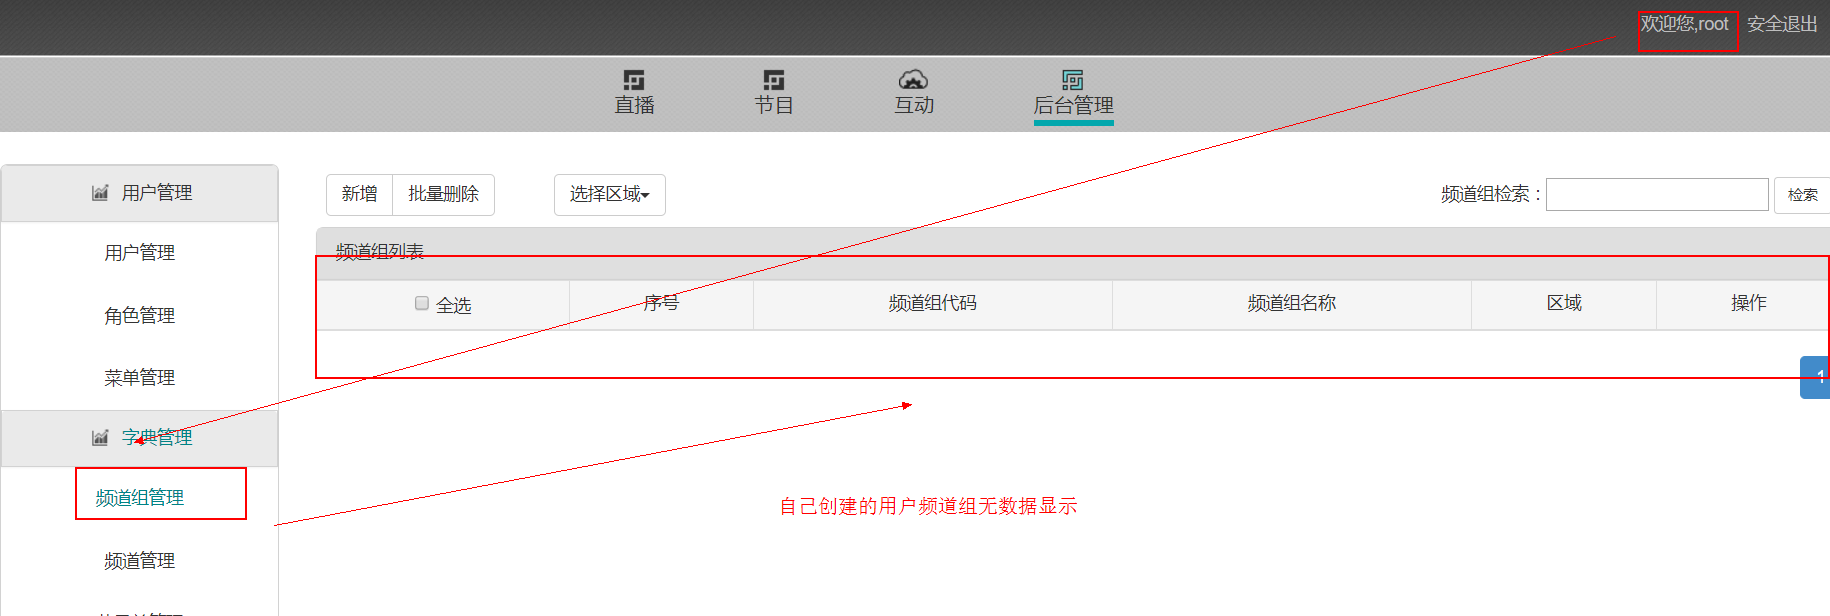 欢迎您,root 安全退出
直播 节目 互动 后台管理
用户管理
用户管理
角色管理
菜单管理
字典管理
频道组管理
频道管理
新增 批量删除 选择区域 频道组检索： 检索
频道组列表
全选 序号 频道组代码 频道组名称 区域 操作
1
自己创建的用户频道组无数据显示